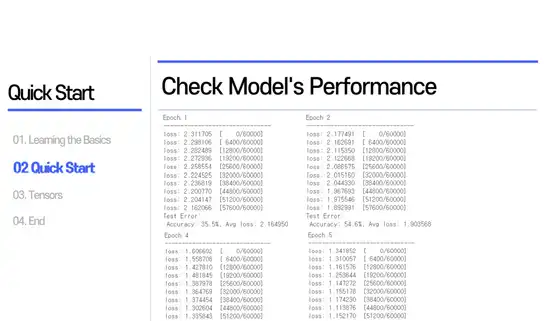 Quick Start
01. Learning the Basics
02 Quick Start
03. Tensors
04. End
Check Model's Performance
Epoch 1
-------------------------------
loss: 2.311705 [ 0/60000]
loss: 2.298106 [ 6400/60000]
loss: 2.282489 [12800/60000]
loss: 2.272936 [19200/60000]
loss: 2.258554 [25600/60000]
loss: 2.224525 [32000/60000]
loss: 2.236819 [38400/60000]
loss: 2.200770 [44800/60000]
loss: 2.204147 [51200/60000]
loss: 2.162066 [57600/60000]
Test Error:
Accuracy: 35.5%, Avg loss: 2.164950
Epoch 2
-------------------------------
loss: 2.177491 [ 0/60000]
loss: 2.162681 [ 6400/60000]
loss: 2.115350 [12800/60000]
loss: 2.122668 [19200/60000]
loss: 2.088575 [25600/60000]
loss: 2.015160 [32000/60000]
loss: 2.044330 [38400/60000]
loss: 1.967693 [44800/60000]
loss: 1.975546 [51200/60000]
loss: 1.892981 [57600/60000]
Test Error:
Accuracy: 54.6%, Avg loss: 1.903566
Epoch 4
-------------------------------
loss: 1.606692 [ 0/60000]
loss: 1.558708 [ 6400/60000]
loss: 1.427810 [12800/60000]
loss: 1.481845 [19200/60000]
loss: 1.387978 [25600/60000]
loss: 1.364769 [32000/60000]
loss: 1.374454 [38400/60000]
loss: 1.302604 [44800/60000]
loss: 1.335843 [51200/60000]
Epoch 5
-------------------------------
loss: 1.341852 [ 0/60000]
loss: 1.310057 [ 6400/60000]
loss: 1.161576 [12800/60000]
loss: 1.253644 [19200/60000]
loss: 1.147272 [25600/60000]
loss: 1.155178 [32000/60000]
loss: 1.174230 [38400/60000]
loss: 1.113876 [44800/60000]
loss: 1.152170 [51200/60000]